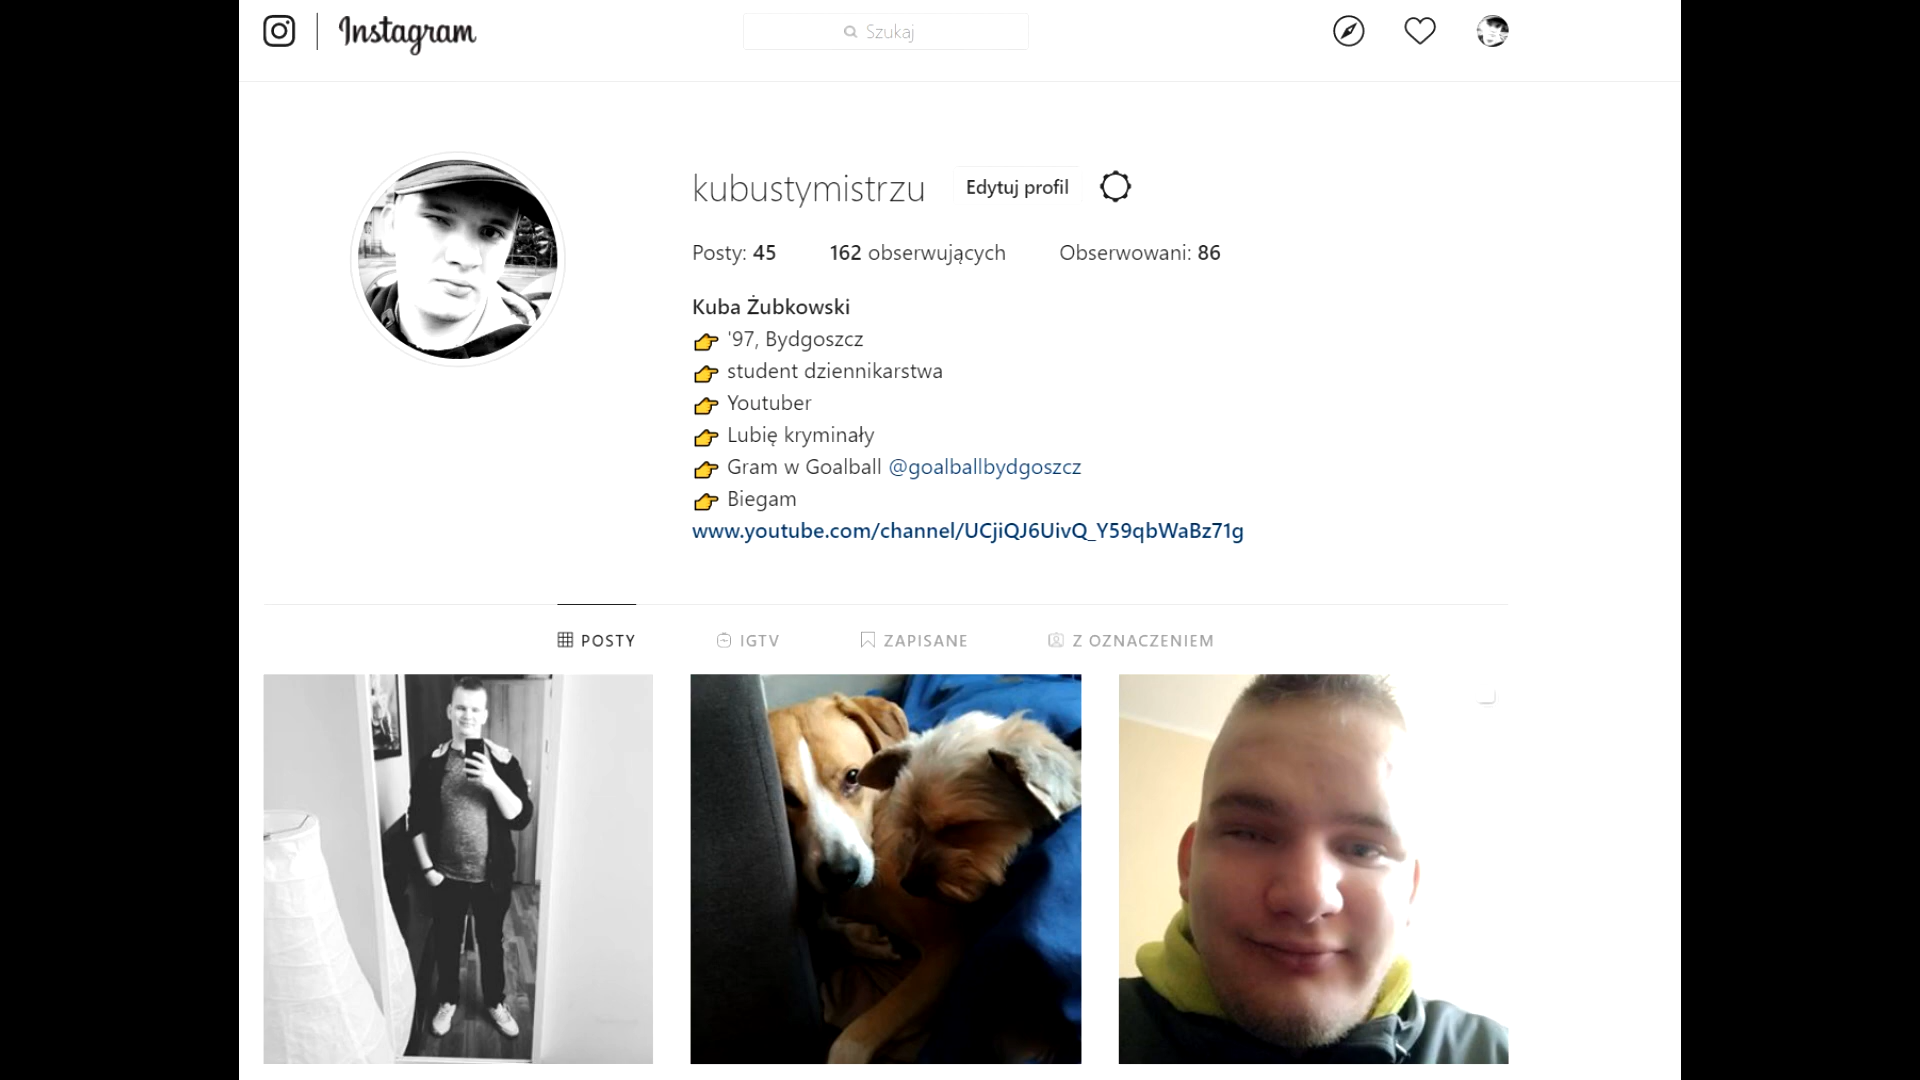 Instagram
Szukaj
kubustymistrzu
Edytuj profil
Posty: 45
162 obserwujących
Obserwowani: 86
Kuba Żubkowski
👉 '97, Bydgoszcz
👉 student dziennikarstwa
👉 Youtuber
👉 Lubię kryminały
👉 Gram w Goalball @goalballbydgoszcz
👉 Biegam
www.youtube.com/channel/UCjiQJ6UivQ_Y59qbWaBz71g
POSTY
IGTV
ZAPISANE
Z OZNACZENIEM